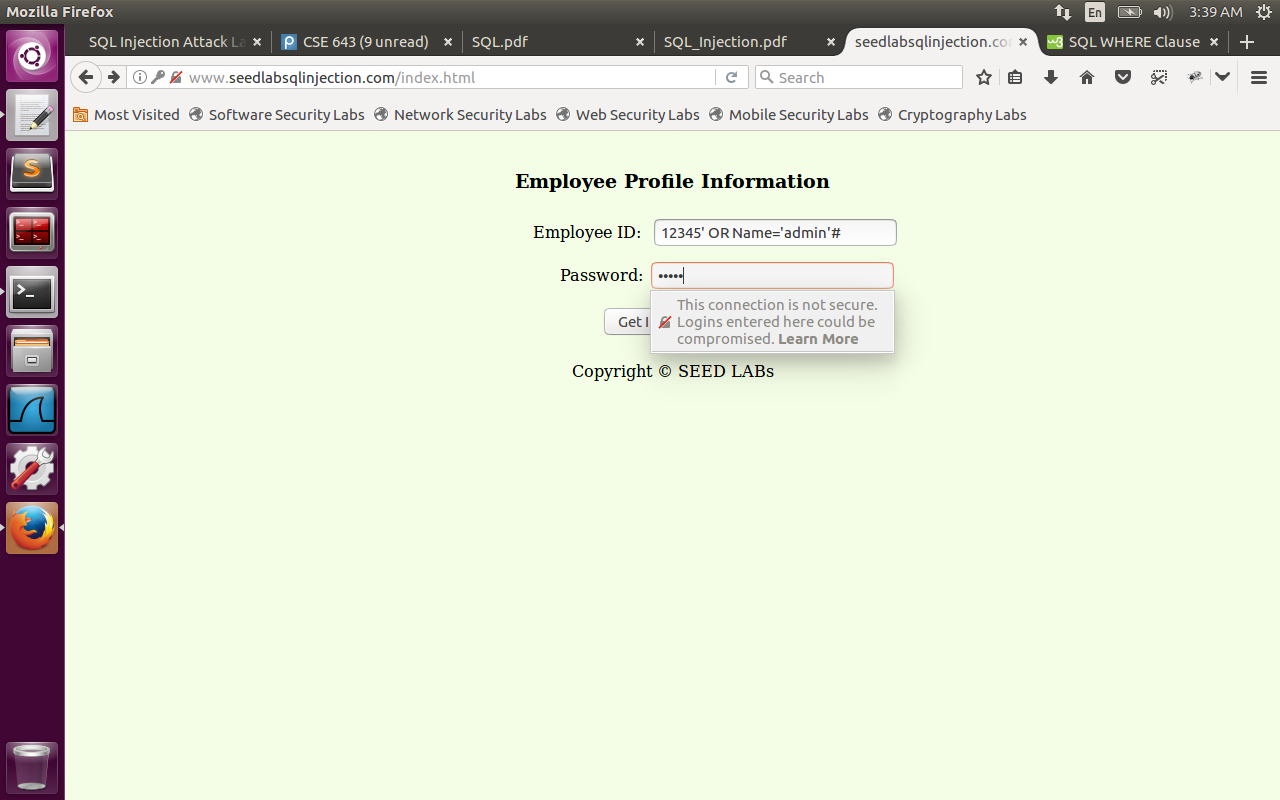 Mozilla Firefox
En
3:39 AM
SQL Injection Attack La
CSE 643 (9 unread)
SQL.pdf
SQL_Injection.pdf
seedlabsqlinjection.co
SQL WHERE Clause
www.seedlabsqlinjection.com/index.html
Search
Most Visited
Software Security Labs
Network Security Labs
Web Security Labs
Mobile Security Labs
Cryptography Labs
Employee Profile Information
Employee ID: 12345' OR Name='admin'#
Password: •••••
This connection is not secure.
Logins entered here could be
compromised. Learn More
Get I
Copyright © SEED LABs